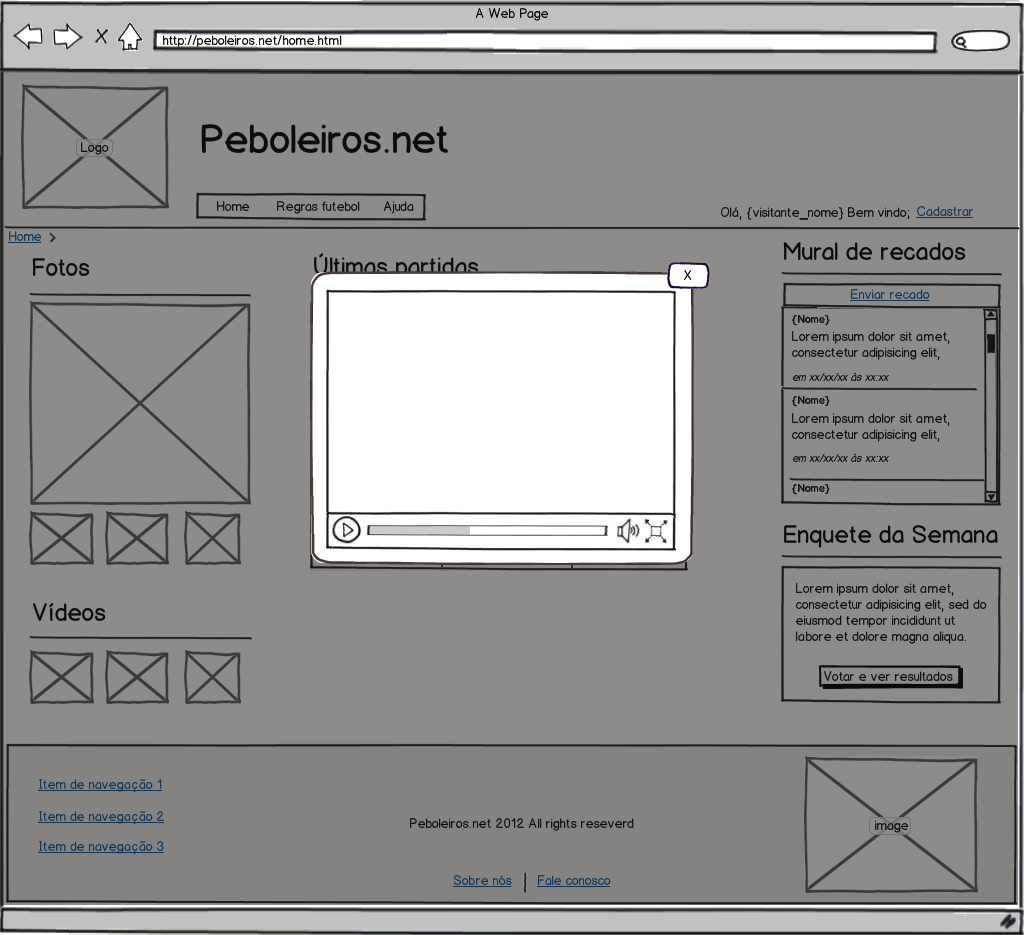 A Web Page
http://peboleiros.net/home.html
Logo
Peboleiros.net
Home Regras futebol Ajuda
Olá, {visitante_nome} Bem vindo; Cadastrar
Home
Fotos
Últimas partidas
X
Mural de recados
Enviar recado
{Nome}
Lorem ipsum dolor sit amet,
consectetur adipisicing elit,
em xx/xx/xx às xx:xx
{Nome}
Lorem ipsum dolor sit amet,
consectetur adipisicing elit,
em xx/xx/xx às xx:xx
{Nome}
Enquete da Semana
Lorem ipsum dolor sit amet,
consectetur adipisicing elit, sed do
eiusmod tempor incididunt ut
labore et dolore magna aliqua.
Votar e ver resultados
Vídeos
Item de navegação 1
Item de navegação 2
Item de navegação 3
Peboleiros.net 2012 All rights reseverd
Sobre nós
Fale conosco
image